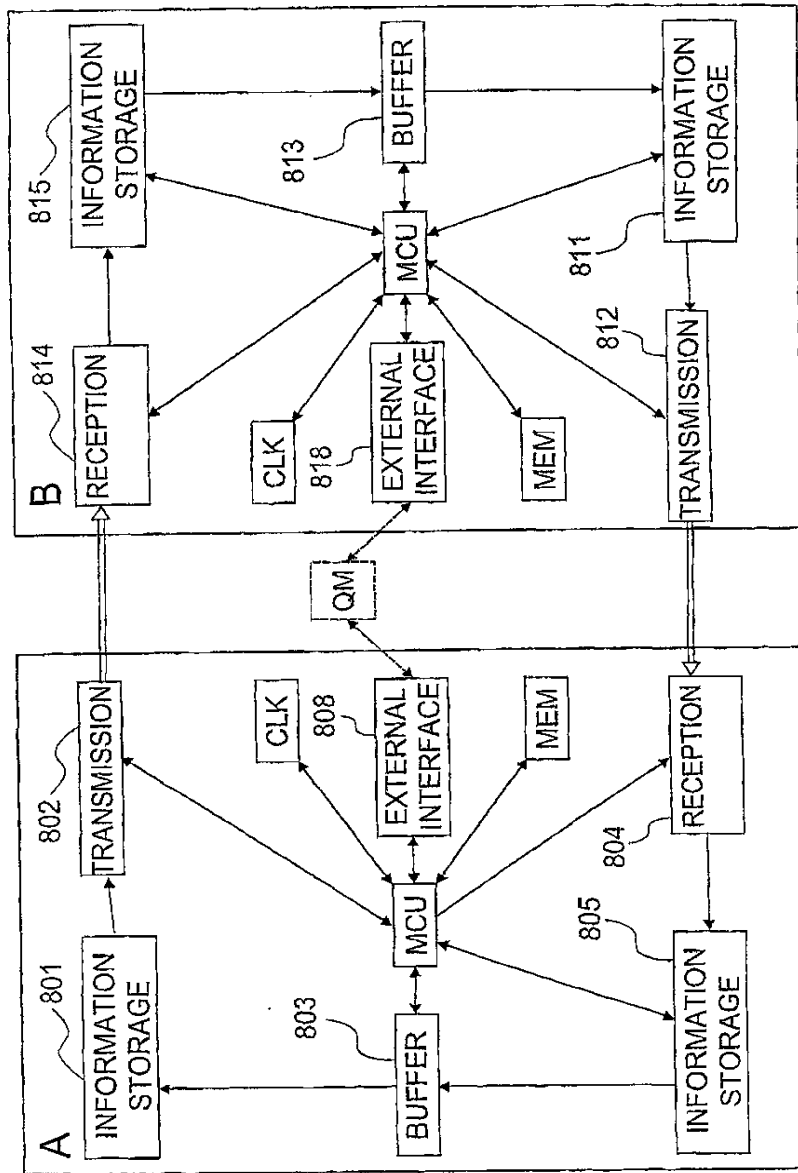 A
801
INFORMATION
STORAGE
802
TRANSMISSION
803
BUFFER
MCU
CLK
808
EXTERNAL
INTERFACE
MEM
805
INFORMATION
STORAGE
804
RECEPTION
QM
B
814
RECEPTION
815
INFORMATION
STORAGE
CLK
818
EXTERNAL
INTERFACE
MCU
813
BUFFER
MEM
812
TRANSMISSION
811
INFORMATION
STORAGE